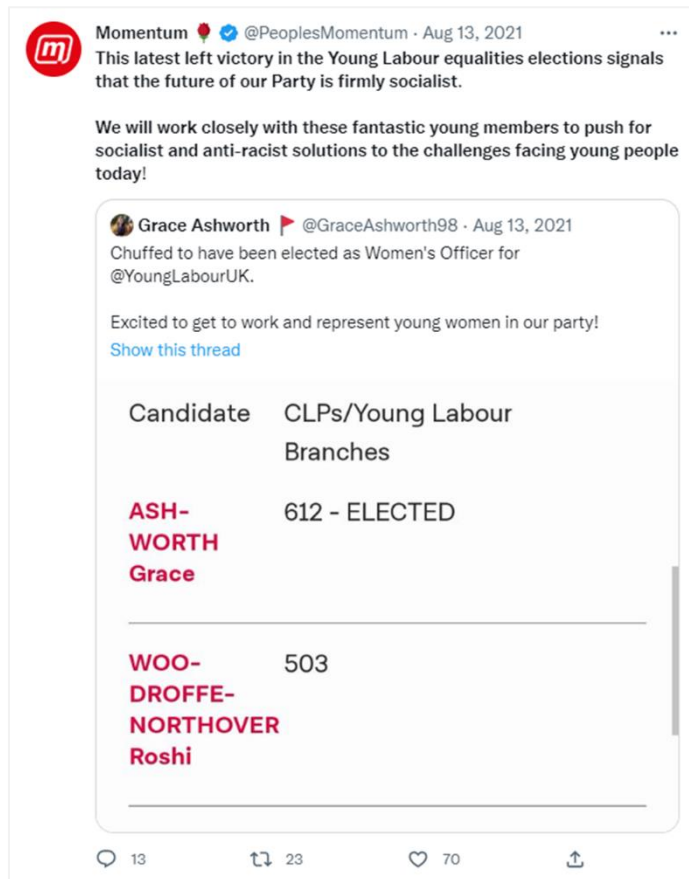 Momentum 🌹 @PeoplesMomentum · Aug 13, 2021
This latest left victory in the Young Labour equalities elections signals
that the future of our Party is firmly socialist.
We will work closely with these fantastic young members to push for
socialist and anti-racist solutions to the challenges facing young people
today!
Grace Ashworth 🚩 @GraceAshworth98 · Aug 13, 2021
Chuffed to have been elected as Women's Officer for
@YoungLabourUK.
Excited to get to work and represent young women in our party!
Show this thread
Candidate CLPs/Young Labour
Branches
ASH- 612 - ELECTED
WORTH
Grace
WOO- 503
DROFFE-
NORTHOVER
Roshi
13 23 70